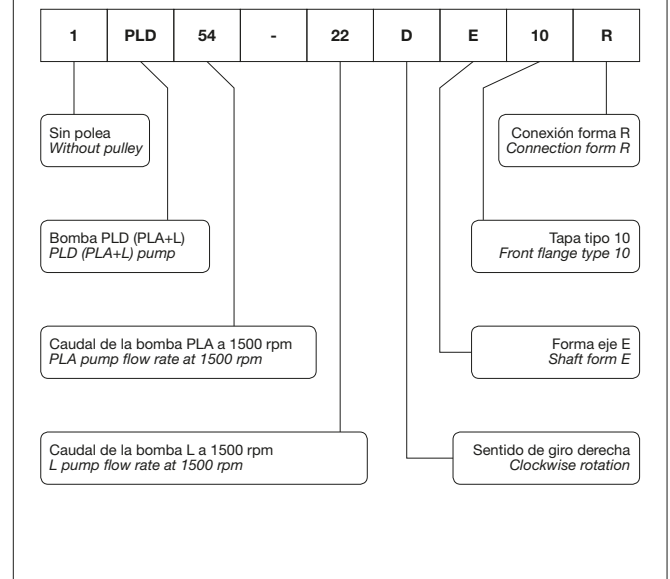 1 PLD 54 - 22 D E 10 R
Sin polea
Without pulley
Conexión forma R
Connection form R
Bomba PLD (PLA+L)
PLD (PLA+L) pump
Tapa tipo 10
Front flange type 10
Caudal de la bomba PLA a 1500 rpm
PLA pump flow rate at 1500 rpm
Forma eje E
Shaft form E
Caudal de la bomba L a 1500 rpm
L pump flow rate at 1500 rpm
Sentido de giro derecha
Clockwise rotation